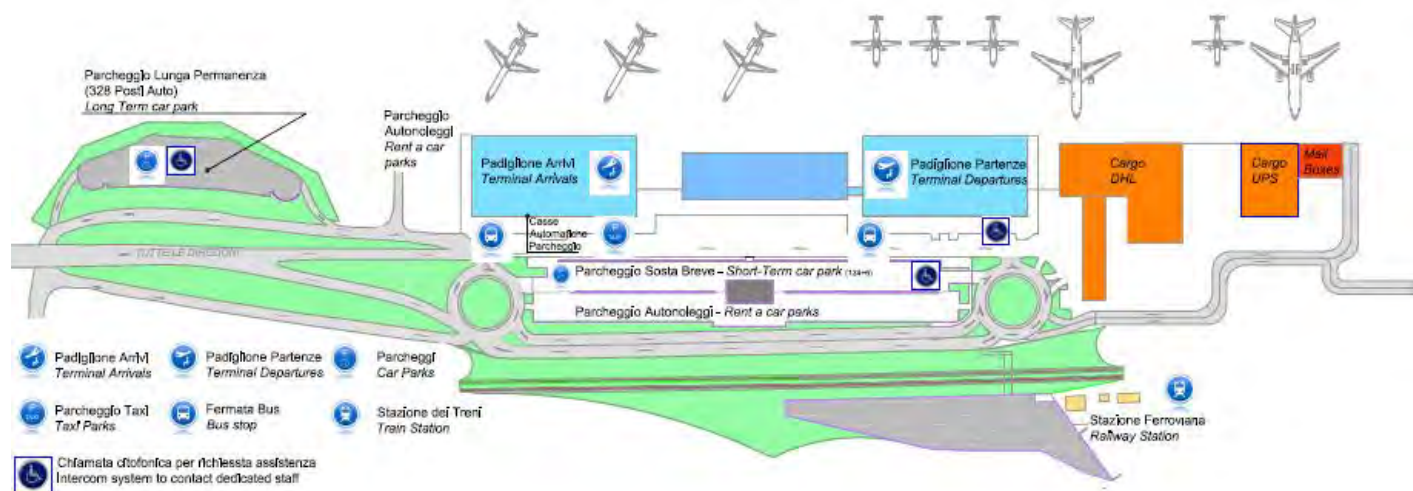 Parcheggio Lunga Permanenza
(328 Posti Auto)
Long Term car park
Parcheggio
Autonoleggi
Rent a car
parks
Padiglione Arrivi
Terminal Arrivals
Padiglione Partenze
Terminal Departures
Cargo
DHL
Cargo
UPS
Mail
Boxes
Casse
Automatiche
Parcheggio
TUTTE LE DIREZIONI
Parcheggio Sosta Breve - Short-Term car park
Parcheggio Autonoleggi - Rent a car parks
Padiglione Arrivi
Terminal Arrivals
Padiglione Partenze
Terminal Departures
Parcheggi
Car Parks
Parcheggio Taxi
Taxi Parks
Fermata Bus
Bus stop
Stazione dei Treni
Train Station
Stazione Ferroviaria
Railway Station
Chiamata citofonica per richiessta assistenza
Intercom system to contact dedicated staff